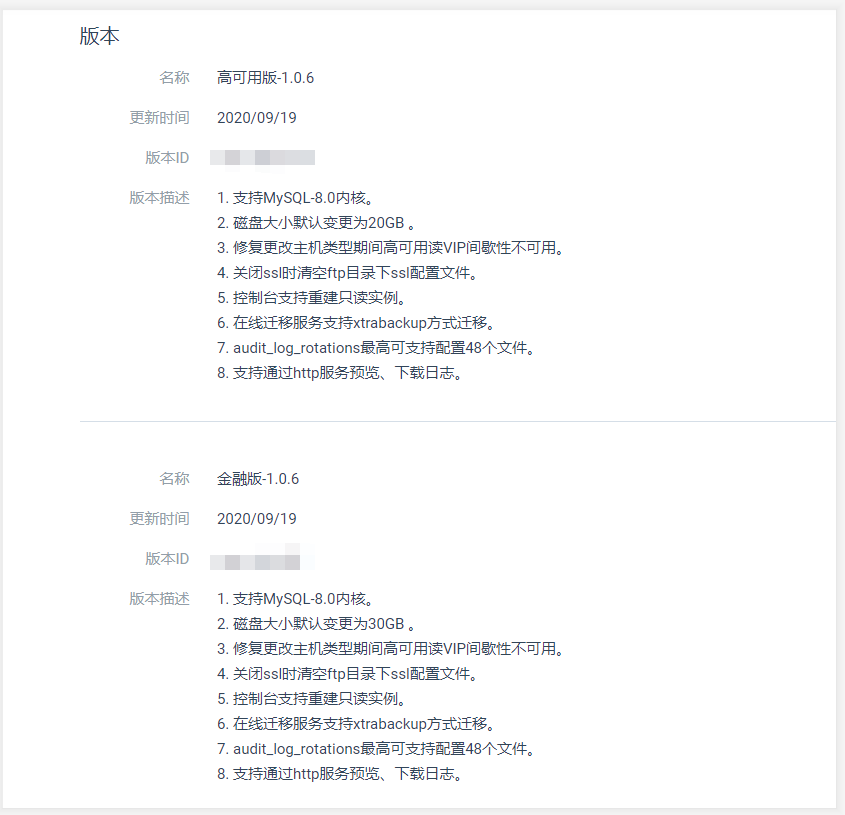 版本
名称 高可用版-1.0.6
更新时间 2020/09/19
版本ID
版本描述 1. 支持MySQL-8.0内核。
2. 磁盘大小默认变更为20GB 。
3. 修复更改主机类型期间高可用读VIP间歇性不可用。
4. 关闭ssl时清空ftp目录下ssl配置文件。
5. 控制台支持重建只读实例。
6. 在线迁移服务支持xtrabackup方式迁移。
7. audit_log_rotations最高可支持配置48个文件。
8. 支持通过http服务预览、下载日志。
名称 金融版-1.0.6
更新时间 2020/09/19
版本ID
版本描述 1. 支持MySQL-8.0内核。
2. 磁盘大小默认变更为30GB 。
3. 修复更改主机类型期间高可用读VIP间歇性不可用。
4. 关闭ssl时清空ftp目录下ssl配置文件。
5. 控制台支持重建只读实例。
6. 在线迁移服务支持xtrabackup方式迁移。
7. audit_log_rotations最高可支持配置48个文件。
8. 支持通过http服务预览、下载日志。